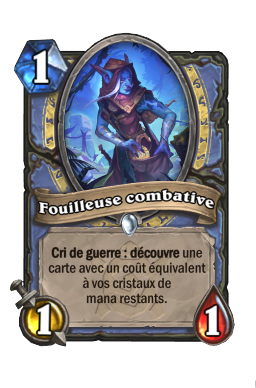 1
Fouilleuse combative
Cri de guerre : découvre une
carte avec un coût équivalent
à vos cristaux de
mana restants.
1
1